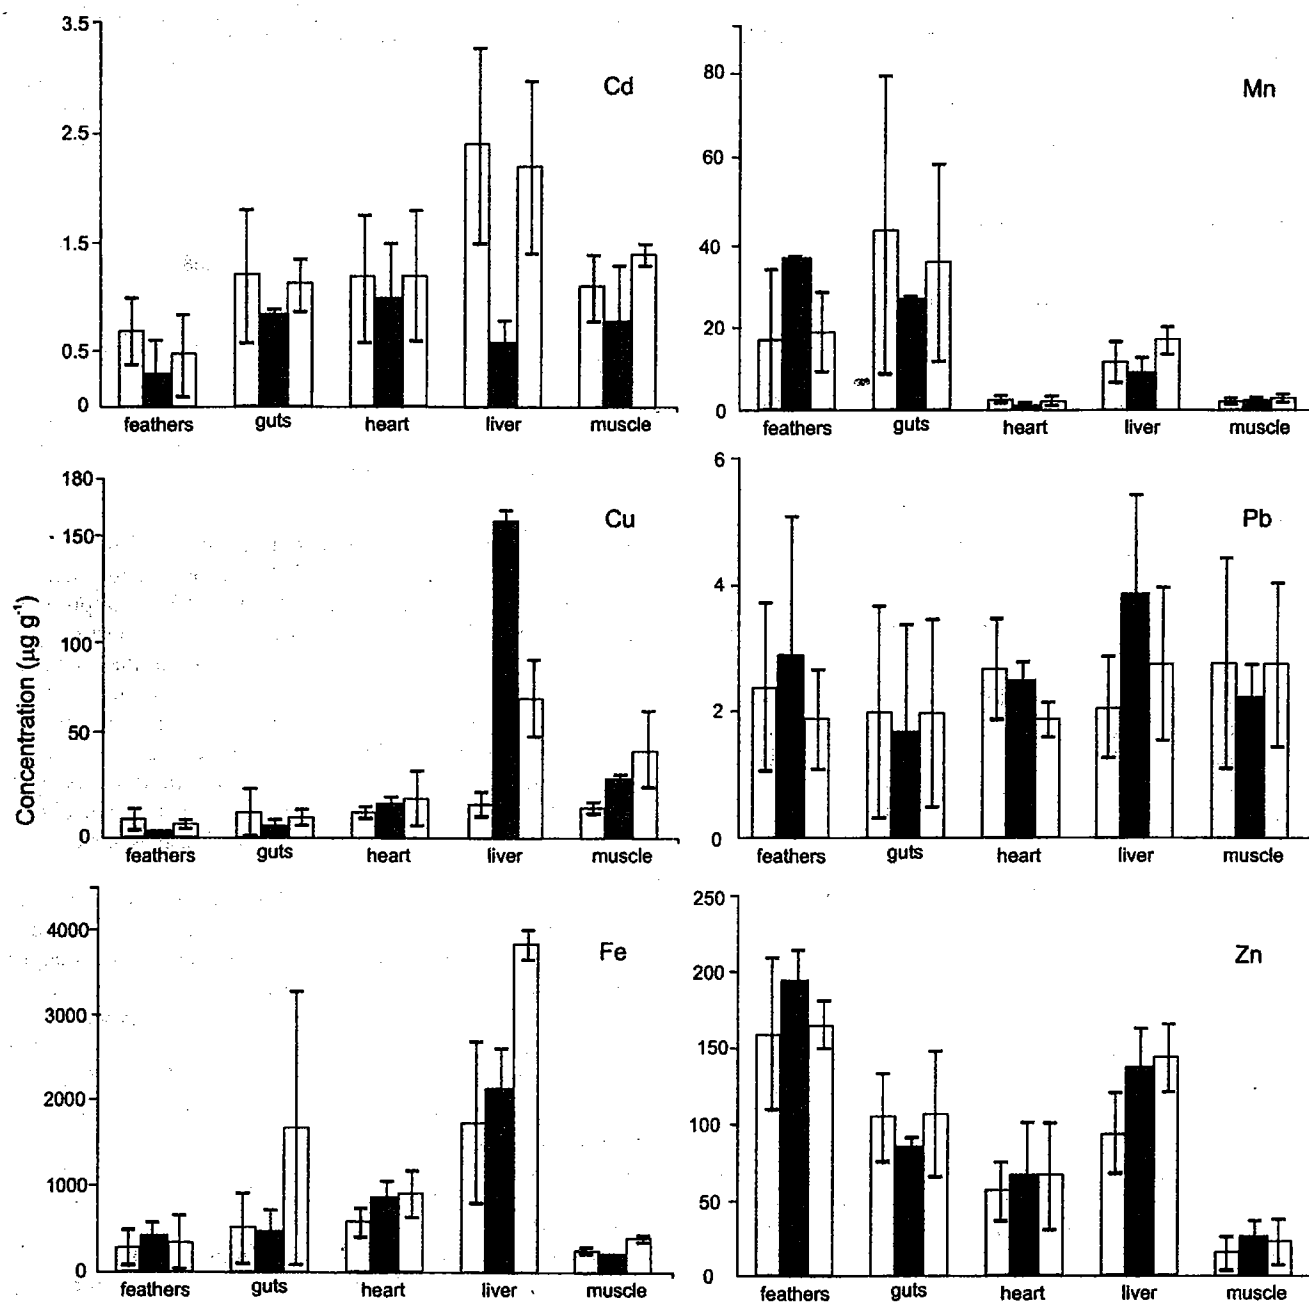 3.5
2.5
1.5
0.5
0
Cd
feathers guts heart liver muscle
80
60
40
20
0
Mn
feathers guts heart liver muscle
Concentration (µg g⁻¹)
180
150
100
50
0
Cu
feathers guts heart liver muscle
6
4
2
0
Pb
feathers guts heart liver muscle
4000
3000
2000
1000
0
Fe
feathers guts heart liver muscle
250
200
150
100
50
0
Zn
feathers guts heart liver muscle